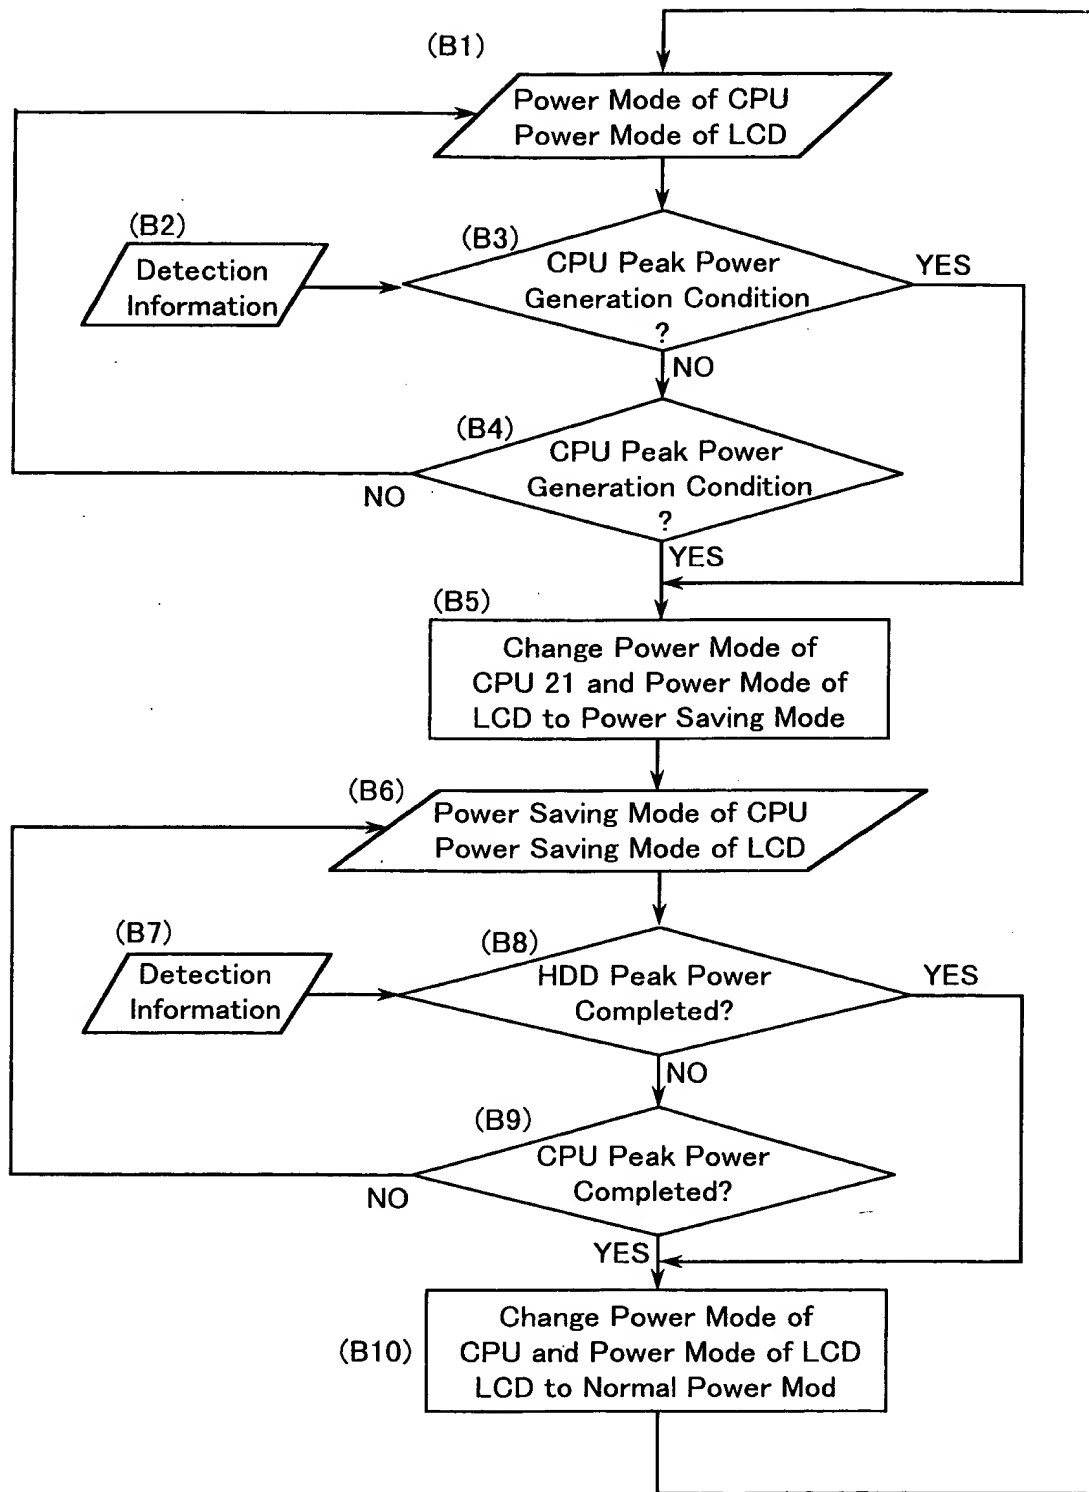 (B1)
Power Mode of CPU
Power Mode of LCD
(B2)
Detection
Information
(B3)
CPU Peak Power
Generation Condition
?
YES
NO
(B4)
CPU Peak Power
Generation Condition
?
NO
YES
(B5)
Change Power Mode of
CPU 21 and Power Mode of
LCD to Power Saving Mode
(B6)
Power Saving Mode of CPU
Power Saving Mode of LCD
(B7)
Detection
Information
(B8)
HDD Peak Power
Completed?
YES
NO
(B9)
CPU Peak Power
Completed?
NO
YES
(B10)
Change Power Mode of
CPU and Power Mode of LCD
LCD to Normal Power Mod